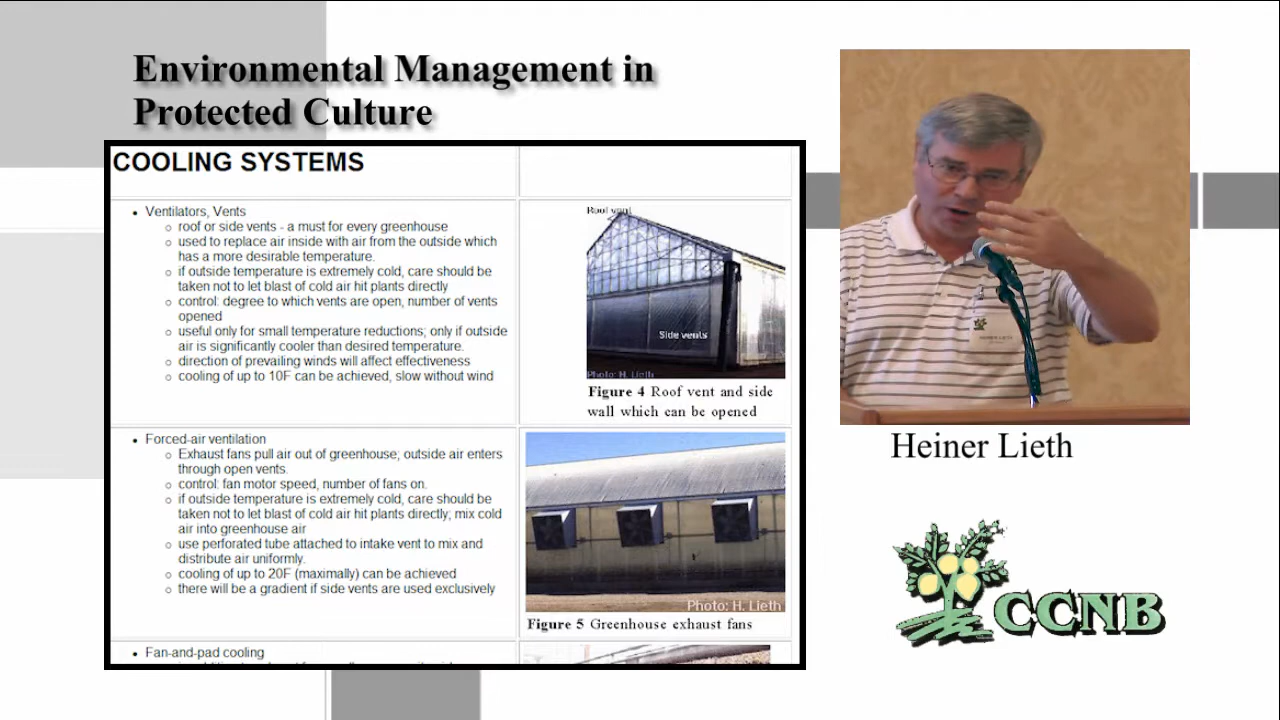 Environmental Management in
Protected Culture
COOLING SYSTEMS
• Ventilators, Vents
○ roof or side vents - a must for every greenhouse
○ used to replace air inside with air from the outside which
has a more desirable temperature.
○ if outside temperature is extremely cold, care should be
taken not to let blast of cold air hit plants directly
○ control: degree to which vents are open, number of vents
opened
○ useful only for small temperature reductions; only if outside
air is significantly cooler than desired temperature.
○ direction of prevailing winds will affect effectiveness
○ cooling of up to 10F can be achieved, slow without wind
Roof vent
Side vents
Photo: H. Lieth
Figure 4 Roof vent and side
wall which can be opened
• Forced-air ventilation
○ Exhaust fans pull air out of greenhouse; outside air enters
through open vents.
○ control: fan motor speed, number of fans on.
○ if outside temperature is extremely cold, care should be
taken not to let blast of cold air hit plants directly; mix cold
air into greenhouse air
○ use perforated tube attached to intake vent to mix and
distribute air uniformly.
○ cooling of up to 20F (maximally) can be achieved
○ there will be a gradient if side vents are used exclusively
Photo: H. Lieth
Figure 5 Greenhouse exhaust fans
• Fan-and-pad cooling
Heiner Lieth
CCNB